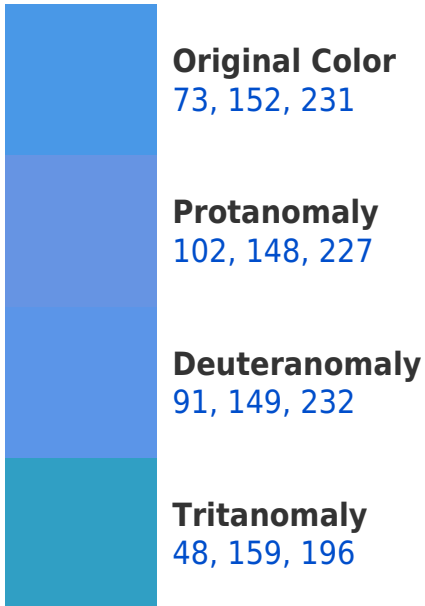 Original Color
73, 152, 231
Protanomaly
102, 148, 227
Deuteranomaly
91, 149, 232
Tritanomaly
48, 159, 196